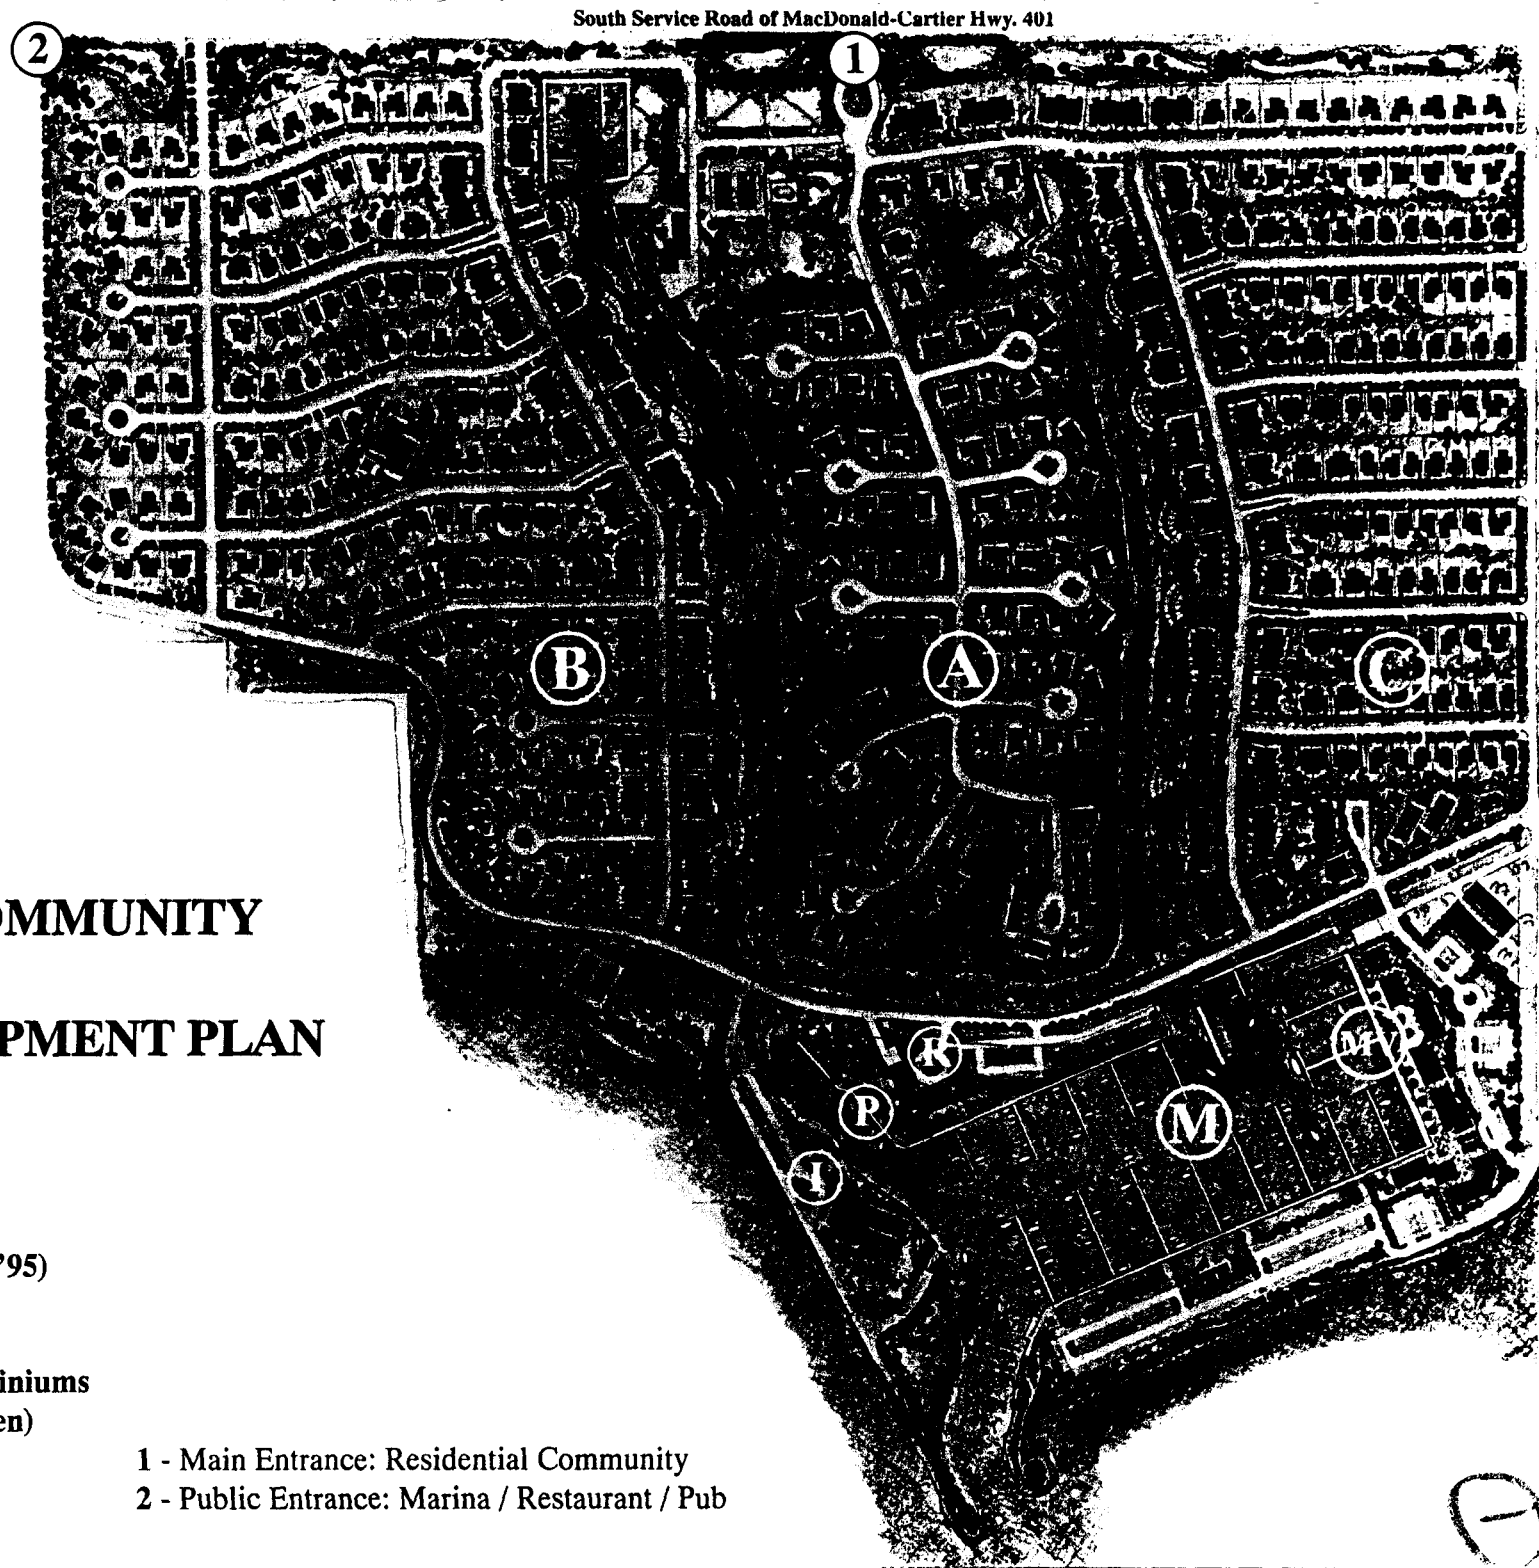 South Service Road of MacDonald-Cartier Hwy. 401
2
1
B
A
C
OMMUNITY
PMENT PLAN
R
MV
P
M
I
'95)
iniums
en)
1 - Main Entrance: Residential Community
2 - Public Entrance: Marina / Restaurant / Pub